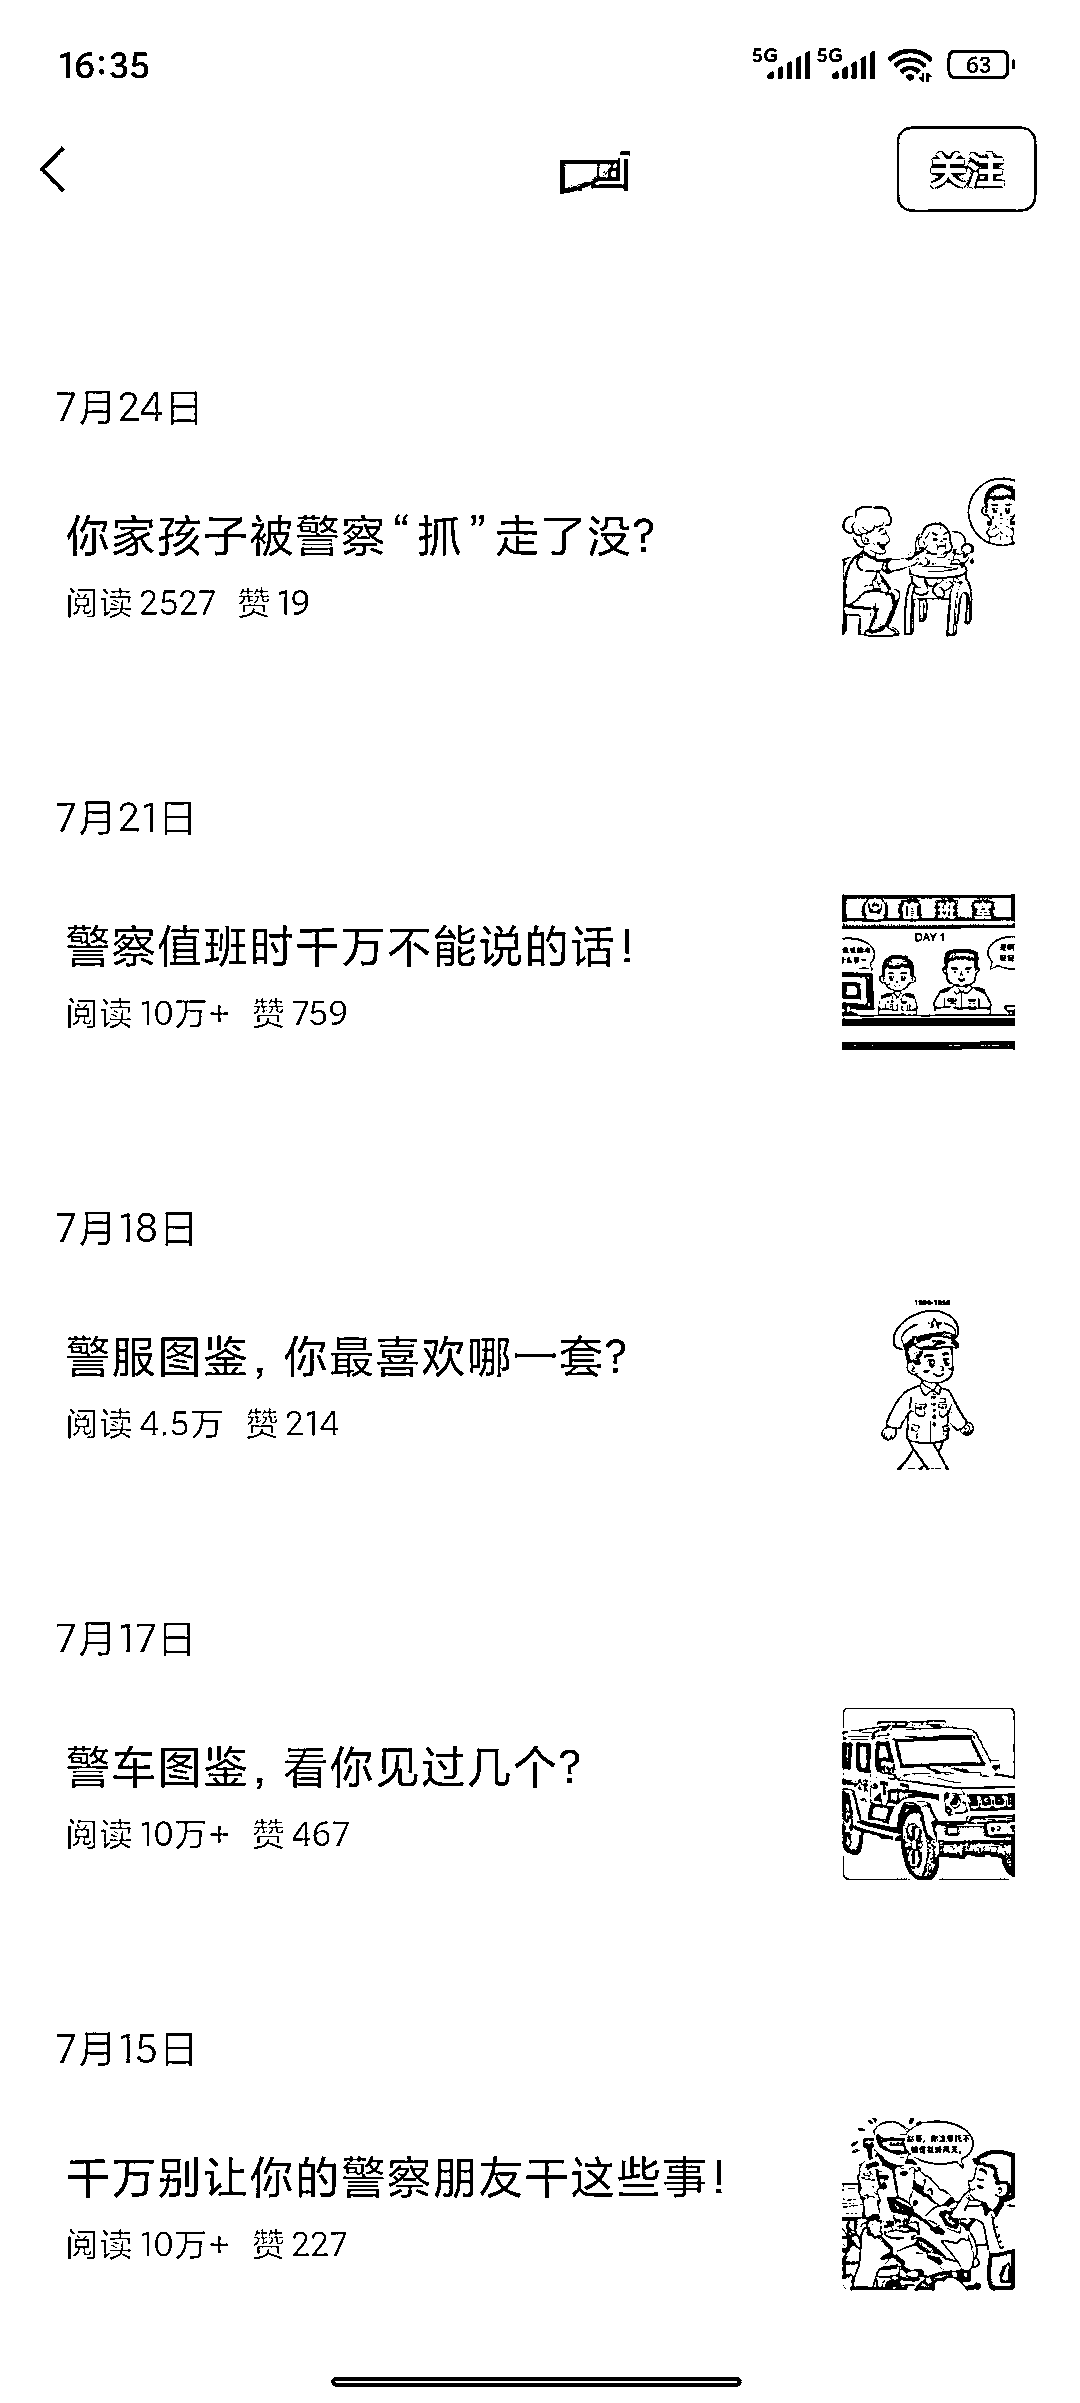 16:35
5G 5G 63
关注
7月24日
你家孩子被警察“抓”走了没?
阅读 2527 赞 19
7月21日
警察值班时千万不能说的话!
阅读 10万+ 赞 759
值班室
DAY 1
7月18日
警服图鉴,你最喜欢哪一套?
阅读 4.5万 赞 214
7月17日
警车图鉴,看你见过几个?
阅读 10万+ 赞 467
7月15日
千万别让你的警察朋友干这些事!
阅读 10万+ 赞 227